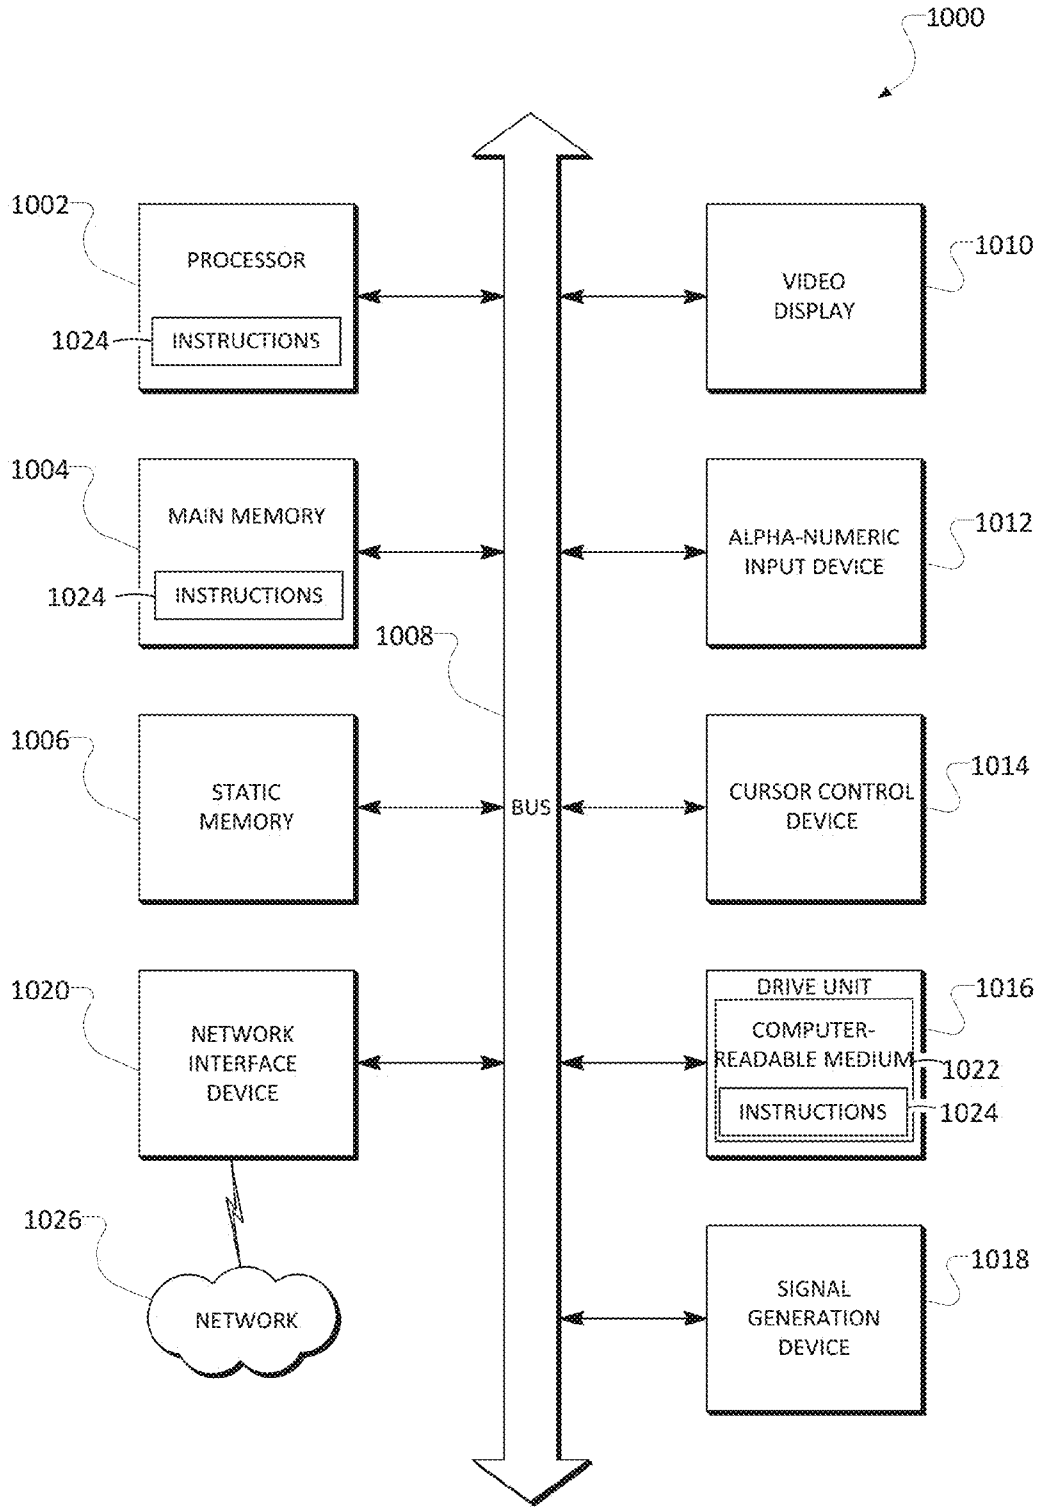 1000
1002
PROCESSOR
1024
INSTRUCTIONS
1010
VIDEO
DISPLAY
1004
MAIN MEMORY
1024
INSTRUCTIONS
1012
ALPHA-NUMERIC
INPUT DEVICE
1008
1006
STATIC
MEMORY
BUS
1014
CURSOR CONTROL
DEVICE
1020
NETWORK
INTERFACE
DEVICE
DRIVE UNIT
1016
COMPUTER-
READABLE MEDIUM
1022
INSTRUCTIONS
1024
1026
NETWORK
1018
SIGNAL
GENERATION
DEVICE